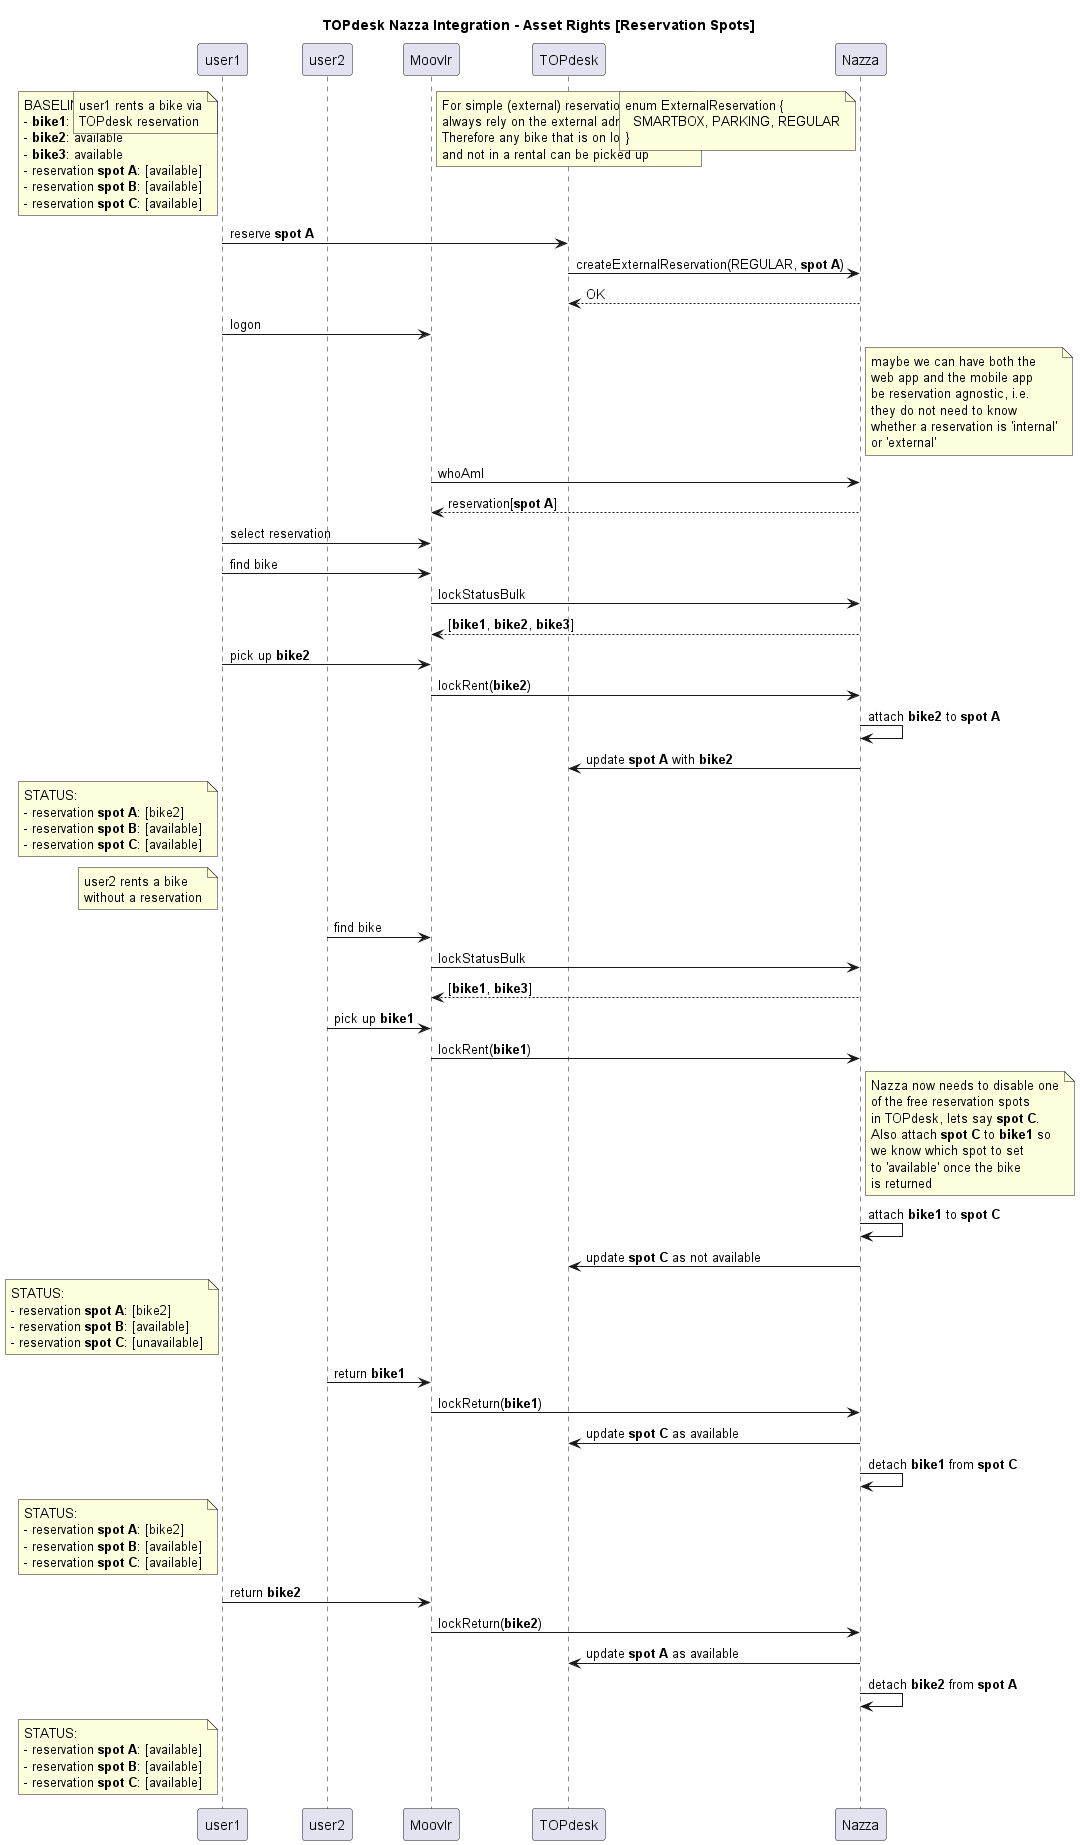 TOPdesk Nazza Integration - Asset Rights [Reservation Spots]
user1
user2
Moovlr
TOPdesk
Nazza
user1 rents a bike via
TOPdesk reservation
- bike1:
- bike2: available
- bike3: available
- reservation spot A: [available]
- reservation spot B: [available]
- reservation spot C: [available]
For simple (external)
always rely on the external
Therefore any bike that is on
and not in a rental can be picked up
enum ExternalReservation {
SMARTBOX, PARKING, REGULAR
}
reserve spot A
createExternalReservation(REGULAR, spot A)
OK
logon
maybe we can have both the
web app and the mobile app
be reservation agnostic, i.e.
they do not need to know
whether a reservation is 'internal'
or 'external'
whoAmI
reservation[spot A]
select reservation
find bike
lockStatusBulk
[bike1, bike2, bike3]
pick up bike2
lockRent(bike2)
attach bike2 to spot A
update spot A with bike2
STATUS:
- reservation spot A: [bike2]
- reservation spot B: [available]
- reservation spot C: [available]
user2 rents a bike
without a reservation
find bike
lockStatusBulk
[bike1, bike3]
pick up bike1
lockRent(bike1)
Nazza now needs to disable one
of the free reservation spots
in TOPdesk, lets say spot C.
Also attach spot C to bike1 so
we know which spot to set
to 'available' once the bike
is returned
attach bike1 to spot C
update spot C as not available
STATUS:
- reservation spot A: [bike2]
- reservation spot B: [available]
- reservation spot C: [unavailable]
return bike1
lockReturn(bike1)
update spot C as available
detach bike1 from spot C
STATUS:
- reservation spot A: [bike2]
- reservation spot B: [available]
- reservation spot C: [available]
return bike2
lockReturn(bike2)
update spot A as available
detach bike2 from spot A
STATUS:
- reservation spot A: [available]
- reservation spot B: [available]
- reservation spot C: [available]
user1
user2
Moovlr
TOPdesk
Nazza